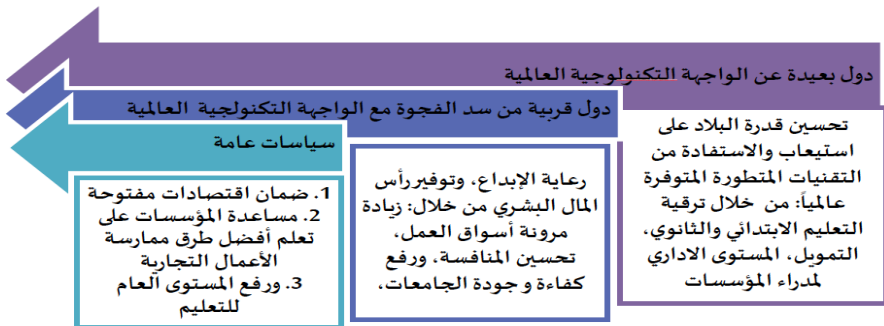 دول بعيدة عن الواجهة التكنولوجية العالمية
تحسين قدرة البلاد على
استيعاب والاستفادة من
التقنيات المتطورة المتوفرة
عالمياً: من خلال ترقية
التعليم الابتدائي والثانوي،
التمويل، المستوى الاداري
لمدراء المؤسسات
دول قريبة من سد الفجوة مع الواجهة التكنولجية العالمية
رعاية الإبداع، وتوفير رأس
المال البشري من خلال: زيادة
مرونة أسواق العمل،
تحسين المنافسة، ورفع
كفاءة و جودة الجامعات،
سياسات عامة
1. ضمان اقتصادات مفتوحة
2. مساعدة المؤسسات على
تعلم أفضل طرق ممارسة
الأعمال التجارية
3. ورفع المستوى العام
للتعليم